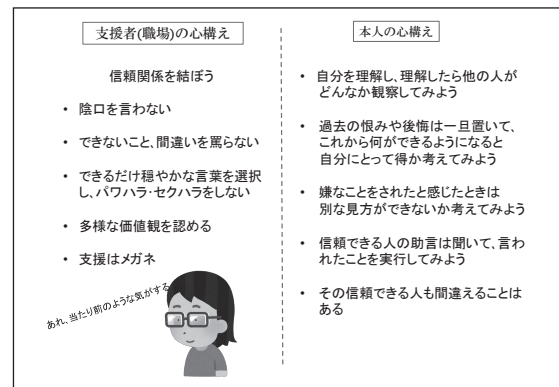 支援者(職場)の心構え
信頼関係を結ぼう
• 陰口を言わない
• できないこと、間違いを罵らない
• できるだけ穏やかな言葉を選択
し、パワハラ・セクハラをしない
• 多様な価値観を認める
• 支援はメガネ
あれ、当たり前のような気がする
本人の心構え
• 自分を理解し、理解したら他の人が
どんなか観察してみよう
• 過去の恨みや後悔は一旦置いて、
これから何ができるようになると
自分にとって得か考えてみよう
• 嫌なことをされたと感じたときは
別な見方ができないか考えてみよう
• 信頼できる人の助言は聞いて、言わ
れたことを実行してみよう
• その信頼できる人も間違えることは
ある